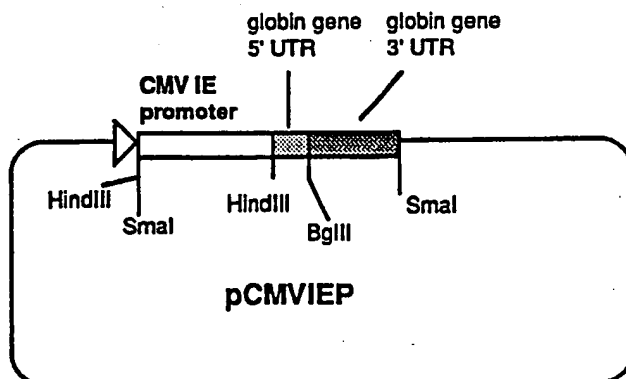 globin gene
5' UTR
globin gene
3' UTR
CMV IE
promoter
HindIII
SmaI
HindIII
BglII
SmaI
pCMVIEP